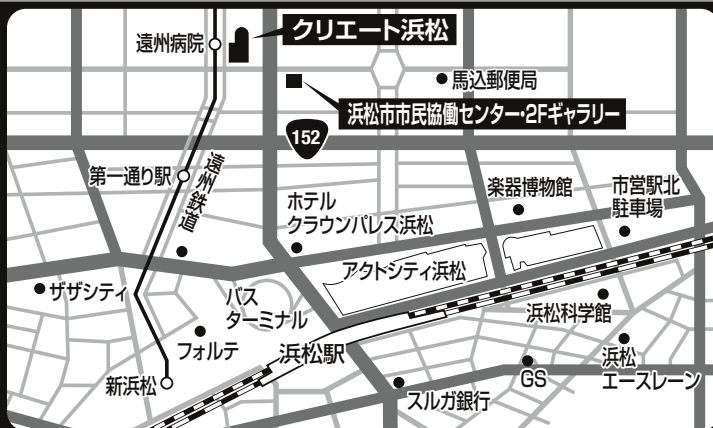 クリエート浜松
遠州病院
馬込郵便局
浜松市市民協働センター・2Fギャラリー
152
第一通り駅
遠州鉄道
楽器博物館
市営駅北
駐車場
ホテル
クラウンパレス浜松
アクトシティ浜松
ザザシティ
バス
ターミナル
浜松科学館
フォルテ
浜松駅
新浜松
浜松
エースレーン
GS
スルガ銀行